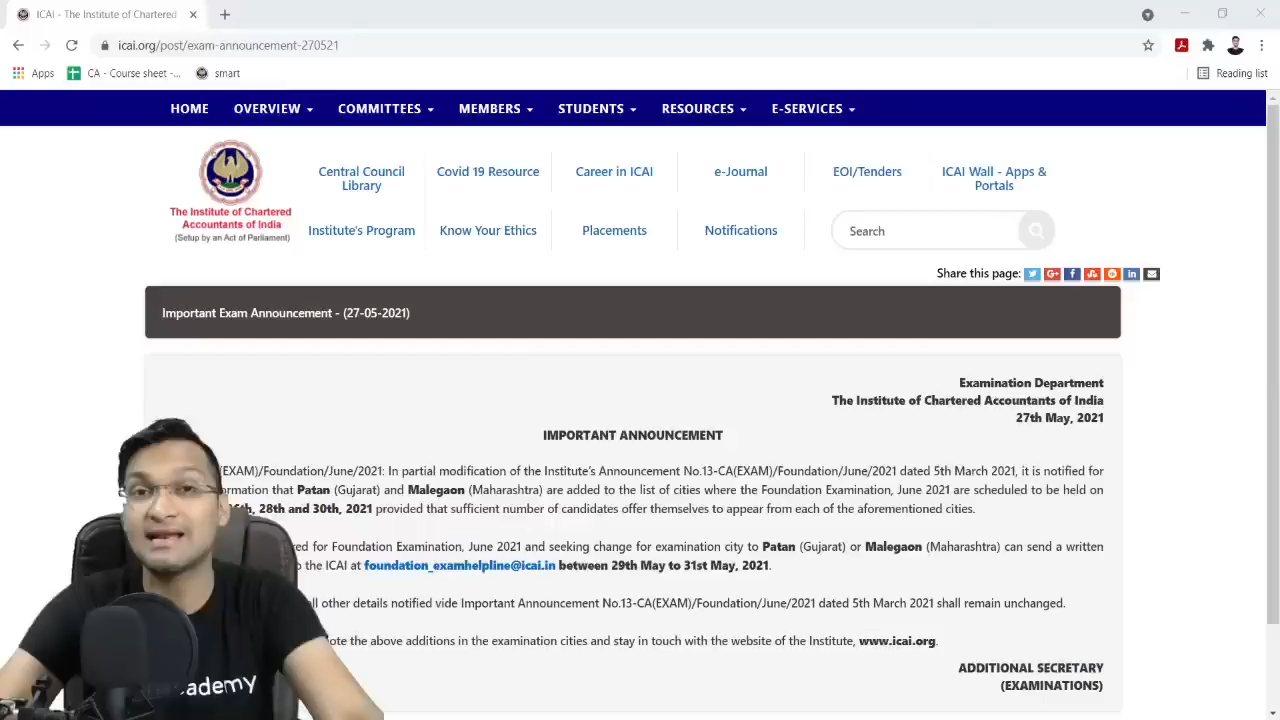 ICAI - The Institute of Chartered
icai.org/post/exam-announcement-270521
Apps CA - Course sheet -... smart Reading list
HOME OVERVIEW COMMITTEES MEMBERS STUDENTS RESOURCES E-SERVICES
The Institute of Chartered
Accountants of India
(Setup by an Act of Parliament)
Central Council
Library
Covid 19 Resource
Career in ICAI
e-Journal
EOI/Tenders
ICAI Wall - Apps &
Portals
Institute's Program
Know Your Ethics
Placements
Notifications
Search
Share this page:
Important Exam Announcement - (27-05-2021)
Examination Department
The Institute of Chartered Accountants of India
27th May, 2021
IMPORTANT ANNOUNCEMENT
(EXAM)/Foundation/June/2021: In partial modification of the Institute's Announcement No.13-CA(EXAM)/Foundation/June/2021 dated 5th March 2021, it is notified for
that Patan (Gujarat) and Malegaon (Maharashtra) are added to the list of cities where the Foundation Examination, June 2021 are scheduled to be held on
28th and 30th, 2021 provided that sufficient number of candidates offer themselves to appear from each of the aforementioned cities.
for Foundation Examination, June 2021 and seeking change for examination city to Patan (Gujarat) or Malegaon (Maharashtra) can send a written
the ICAI at foundation_examhelpline@icai.in between 29th May to 31st May, 2021.
all other details notified vide Important Announcement No.13-CA(EXAM)/Foundation/June/2021 dated 5th March 2021 shall remain unchanged.
the above additions in the examination cities and stay in touch with the website of the Institute, www.icai.org.
ADDITIONAL SECRETARY
(EXAMINATIONS)
cademy